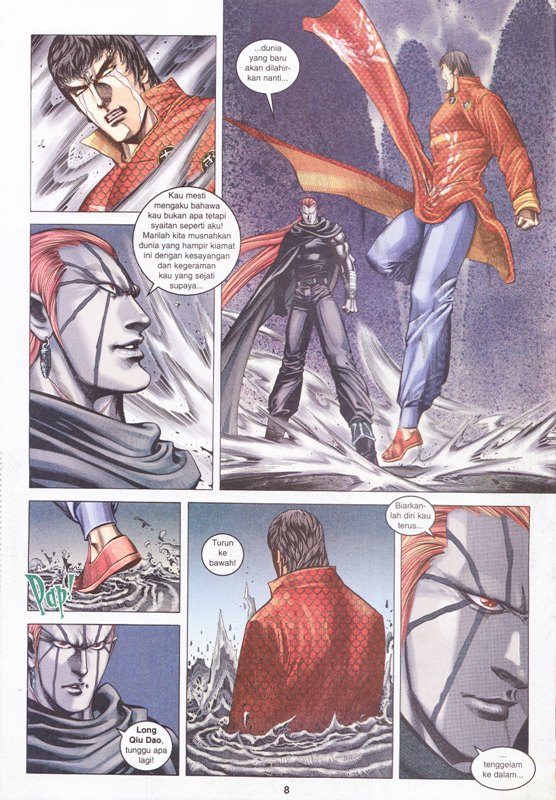 Kau mesti
mengaku bahawa
kau bukan apa tetapi
syaitan seperti aku!
Marilah kita musnahkan
dunia yang hampir kiamat
ini dengan kesayangan
dan kegeraman
kau yang sejati
supaya...
...dunia
yang baru
akan dilahir-
kan nanti...
Pap!
Long
Qiu Dao,
tunggu apa
lagi!
Turun
ke
bawah!
Biarkan-
lah diri kau
terus...
...
tenggelam
ke dalam...
8